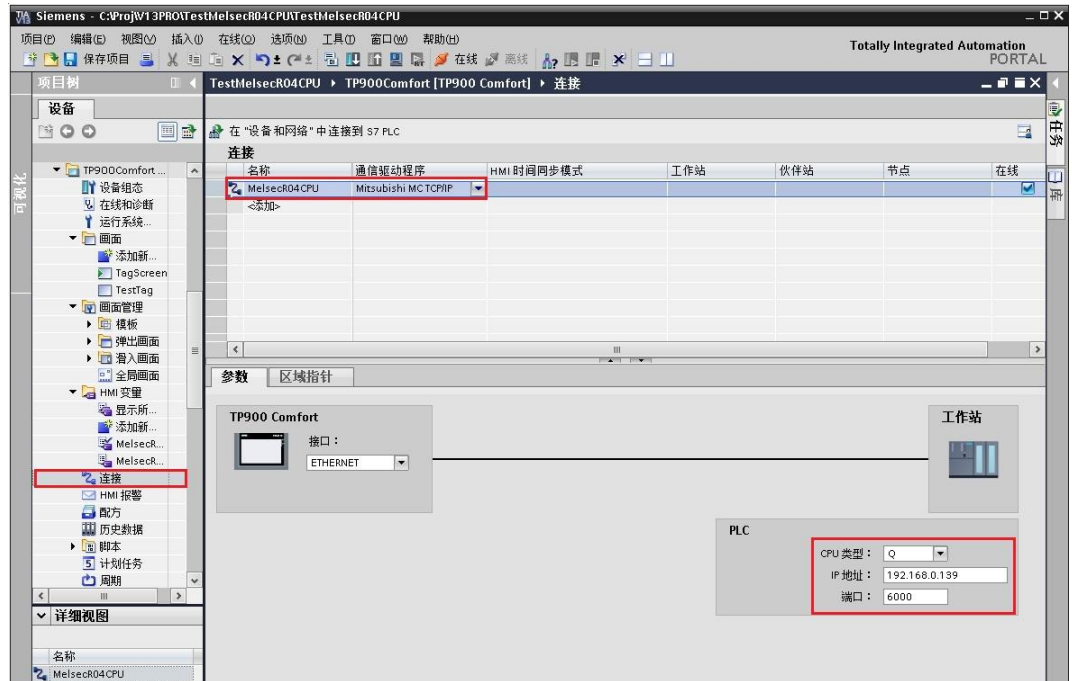 Siemens - C:\Proj\V13PRO\TestMelsecR04CPU\TestMelsecR04CPU
项目(P) 编辑(E) 视图(V) 插入(I) 在线(O) 选项(N) 工具(T) 窗口(W) 帮助(H)
Totally Integrated Automation
PORTAL
保存项目 在线 离线
项目树
TestMelsecR04CPU ▸ TP900Comfort [TP900 Comfort] ▸ 连接
设备
在 "设备和网络" 中连接到 S7 PLC
连接
名称 通信驱动程序 HMI 时间同步模式 工作站 伙伴站 节点 在线
MelsecR04CPU Mitsubishi MC TCP/IP
<添加>
TP900Comfort ...
设备组态
在线和诊断
运行系统...
画面
添加新...
TagScreen
TestTag
画面管理
模板
弹出画面
滑入画面
全局画面
HMI 变量
显示所...
添加新...
MelsecR...
MelsecR...
连接
HMI 报警
配方
历史数据
脚本
计划任务
周期
详细视图
名称
MelsecR04CPU
参数 区域指针
TP900 Comfort
接口：
ETHERNET
工作站
PLC
CPU 类型： Q
IP 地址： 192.168.0.139
端口： 6000
可视化
任务
库